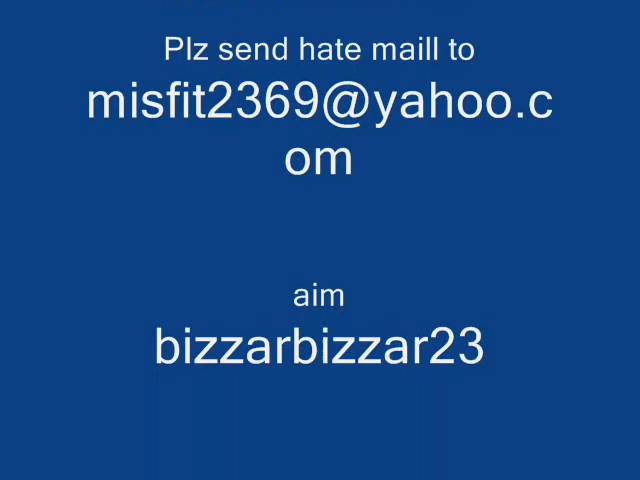 Plz send hate maill to
misfit2369@yahoo.c
om
aim
bizzarbizzar23